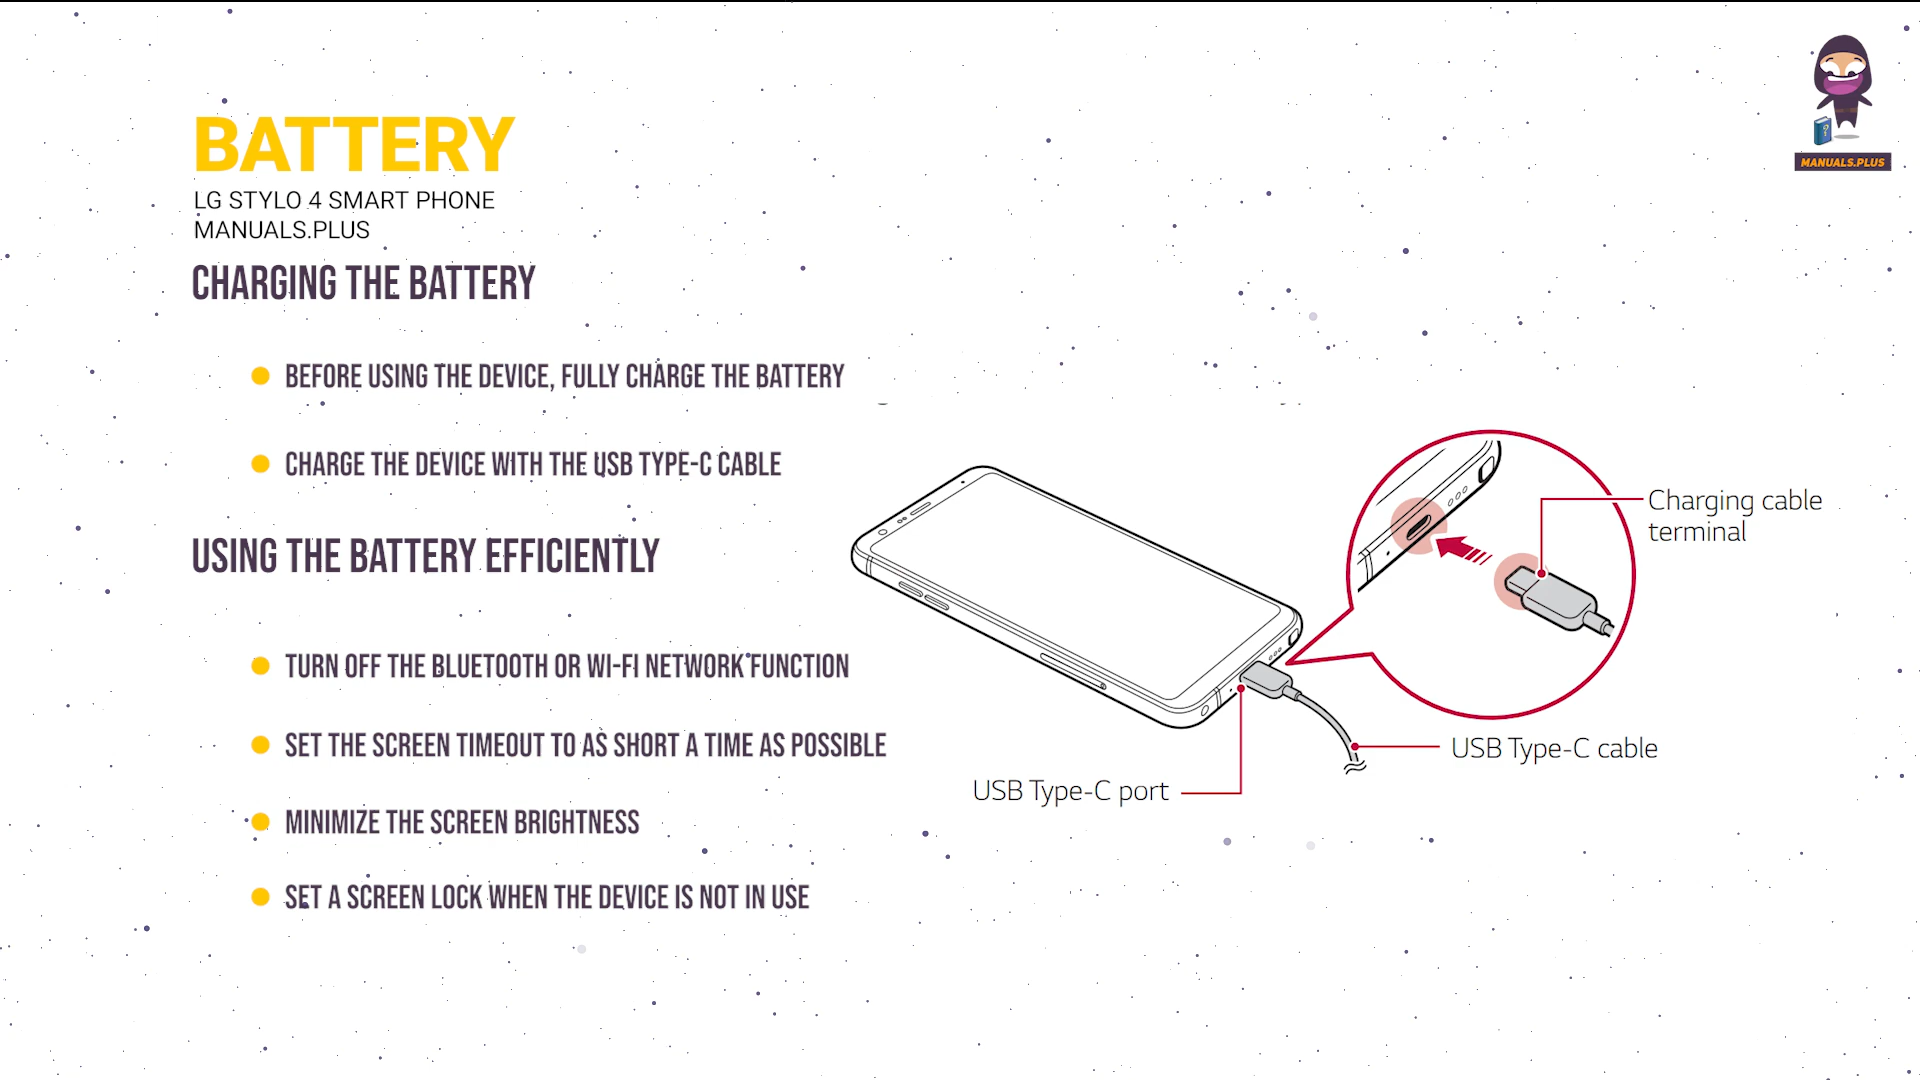 BATTERY
LG STYLO 4 SMART PHONE
MANUALS.PLUS
CHARGING THE BATTERY
BEFORE USING THE DEVICE, FULLY CHARGE THE BATTERY
CHARGE THE DEVICE WITH THE USB TYPE-C CABLE
USING THE BATTERY EFFICIENTLY
TURN OFF THE BLUETOOTH OR WI-FI NETWORK FUNCTION
SET THE SCREEN TIMEOUT TO AS SHORT A TIME AS POSSIBLE
MINIMIZE THE SCREEN BRIGHTNESS
SET A SCREEN LOCK WHEN THE DEVICE IS NOT IN USE
Charging cable
terminal
USB Type-C cable
USB Type-C port
?
MANUALS.PLUS